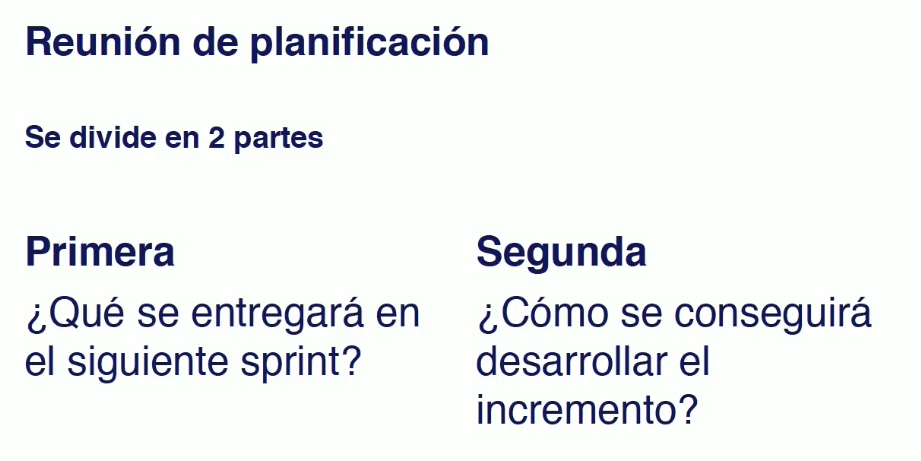 Reunión de planificación
Se divide en 2 partes
Primera
¿Qué se entregará en
el siguiente sprint?
Segunda
¿Cómo se conseguirá
desarrollar el
incremento?